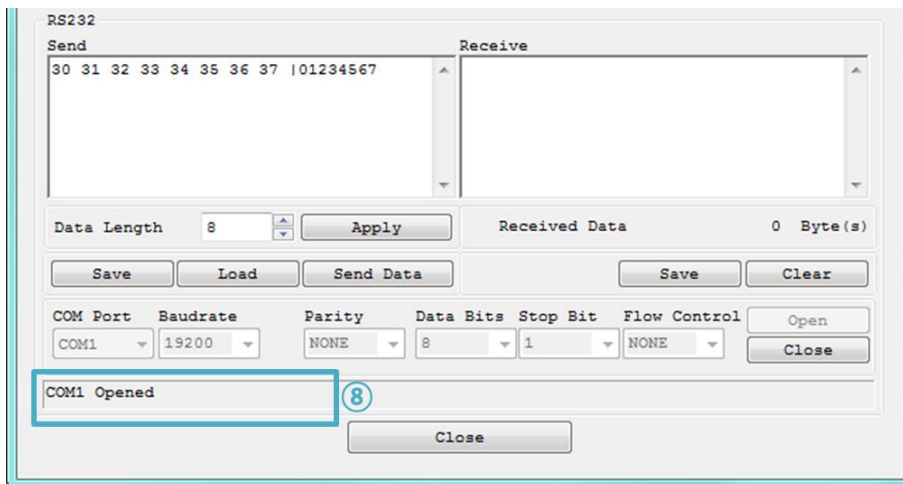 RS232
Send Receive
30 31 32 33 34 35 36 37 |01234567
Data Length 8 Apply Received Data 0 Byte(s)
Save Load Send Data Save Clear
COM Port Baudrate Parity Data Bits Stop Bit Flow Control Open
COM1 19200 NONE 8 1 NONE Close
COM1 Opened ⑧
Close